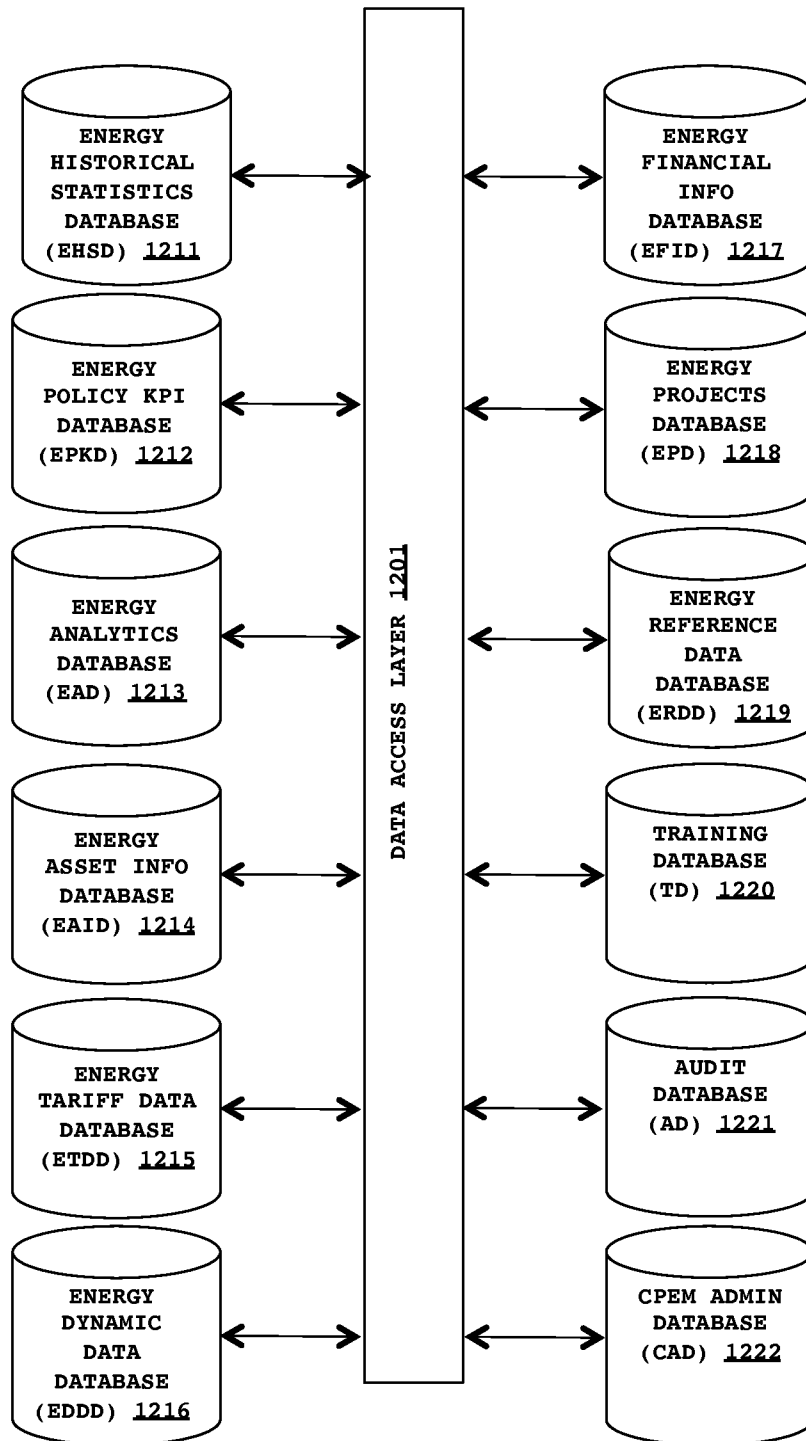 ENERGY
HISTORICAL
STATISTICS
DATABASE
(EHSD) 1211
ENERGY
POLICY KPI
DATABASE
(EPKD) 1212
ENERGY
ANALYTICS
DATABASE
(EAD) 1213
ENERGY
ASSET INFO
DATABASE
(EAID) 1214
ENERGY
TARIFF DATA
DATABASE
(ETDD) 1215
ENERGY
DYNAMIC
DATA
DATABASE
(EDDD) 1216
DATA ACCESS LAYER 1201
ENERGY
FINANCIAL
INFO
DATABASE
(EFID) 1217
ENERGY
PROJECTS
DATABASE
(EPD) 1218
ENERGY
REFERENCE
DATA
DATABASE
(ERDD) 1219
TRAINING
DATABASE
(TD) 1220
AUDIT
DATABASE
(AD) 1221
CPEM ADMIN
DATABASE
(CAD) 1222